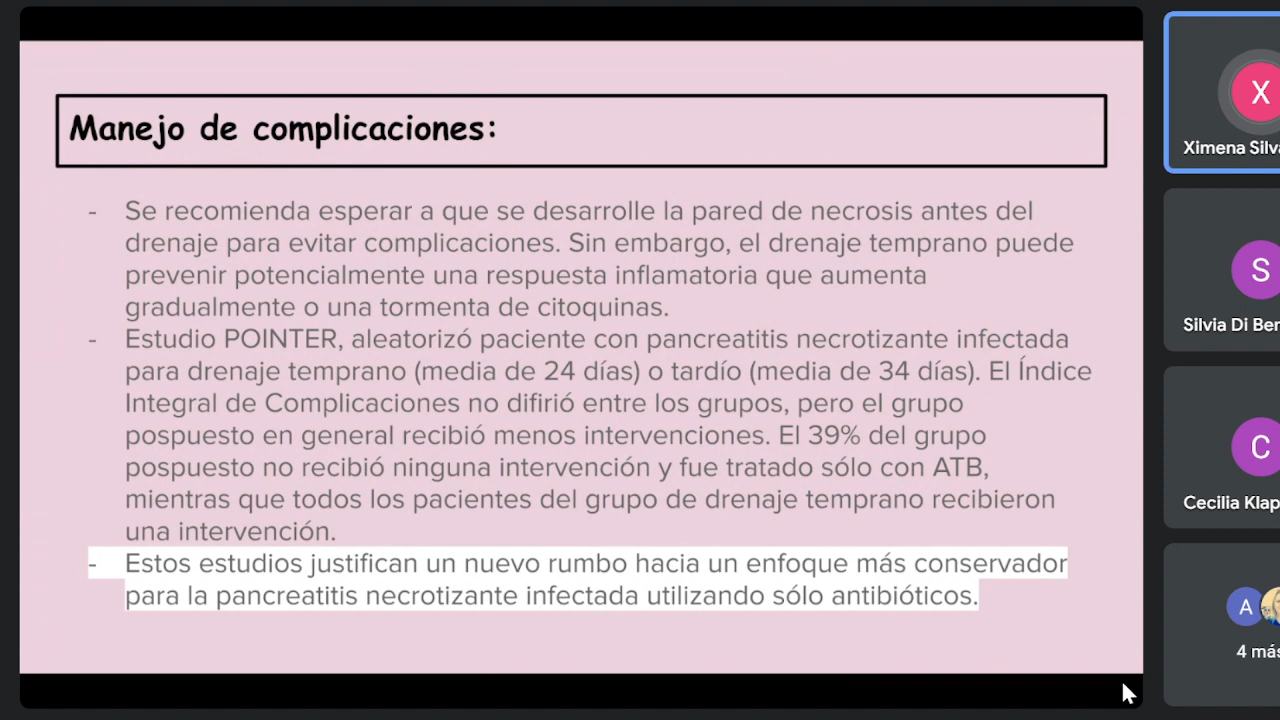 Manejo de complicaciones:
- Se recomienda esperar a que se desarrolle la pared de necrosis antes del
drenaje para evitar complicaciones. Sin embargo, el drenaje temprano puede
prevenir potencialmente una respuesta inflamatoria que aumenta
gradualmente o una tormenta de citoquinas.
- Estudio POINTER, aleatorizó paciente con pancreatitis necrotizante infectada
para drenaje temprano (media de 24 días) o tardío (media de 34 días). El Índice
Integral de Complicaciones no difirió entre los grupos, pero el grupo
pospuesto en general recibió menos intervenciones. El 39% del grupo
pospuesto no recibió ninguna intervención y fue tratado sólo con ATB,
mientras que todos los pacientes del grupo de drenaje temprano recibieron
una intervención.
- Estos estudios justifican un nuevo rumbo hacia un enfoque más conservador
para la pancreatitis necrotizante infectada utilizando sólo antibióticos.
X
Ximena Silv
S
Silvia Di Ber
C
Cecilia Klap
A
4 más